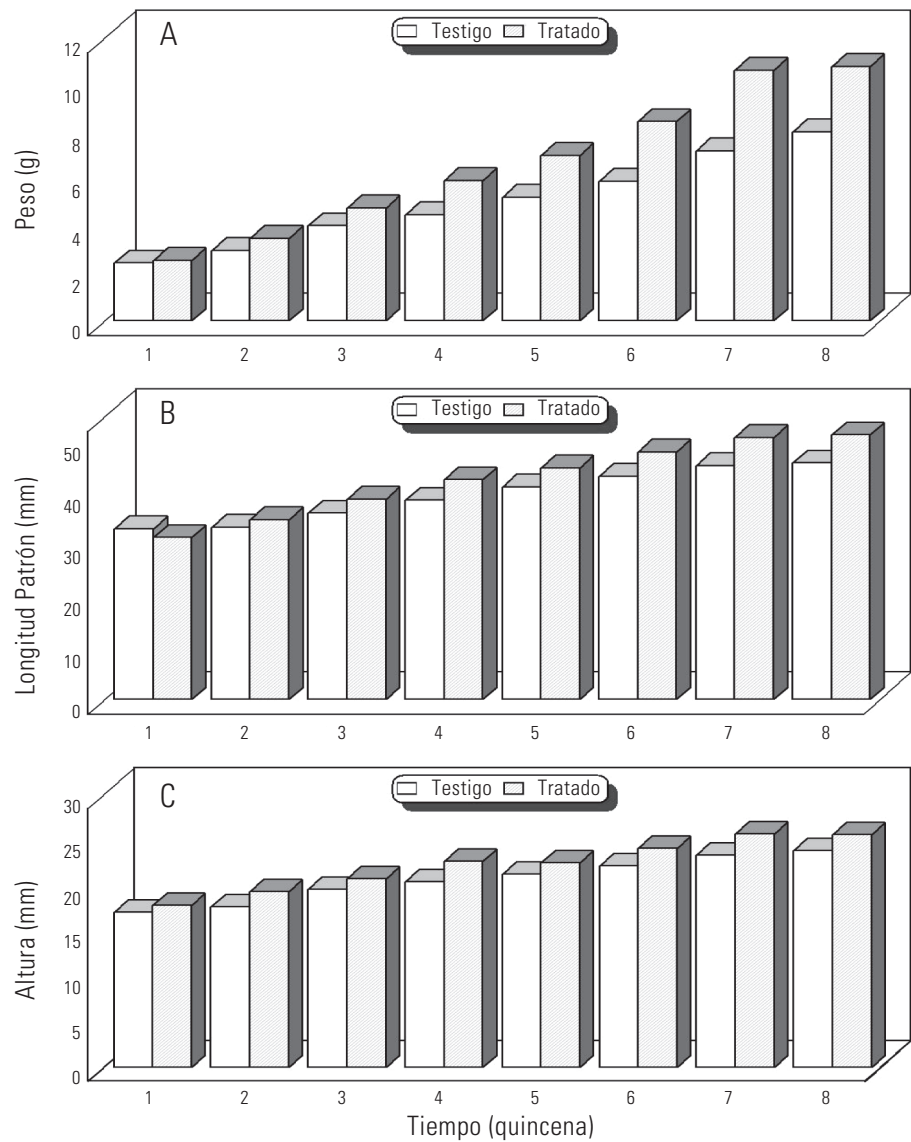 A
Testigo Tratado
Peso (g)
12
10
8
6
4
2
0
1 2 3 4 5 6 7 8
B
Testigo Tratado
Longitud Patrón (mm)
50
40
30
20
10
0
1 2 3 4 5 6 7 8
C
Testigo Tratado
Altura (mm)
30
25
20
15
10
5
0
1 2 3 4 5 6 7 8
Tiempo (quincena)